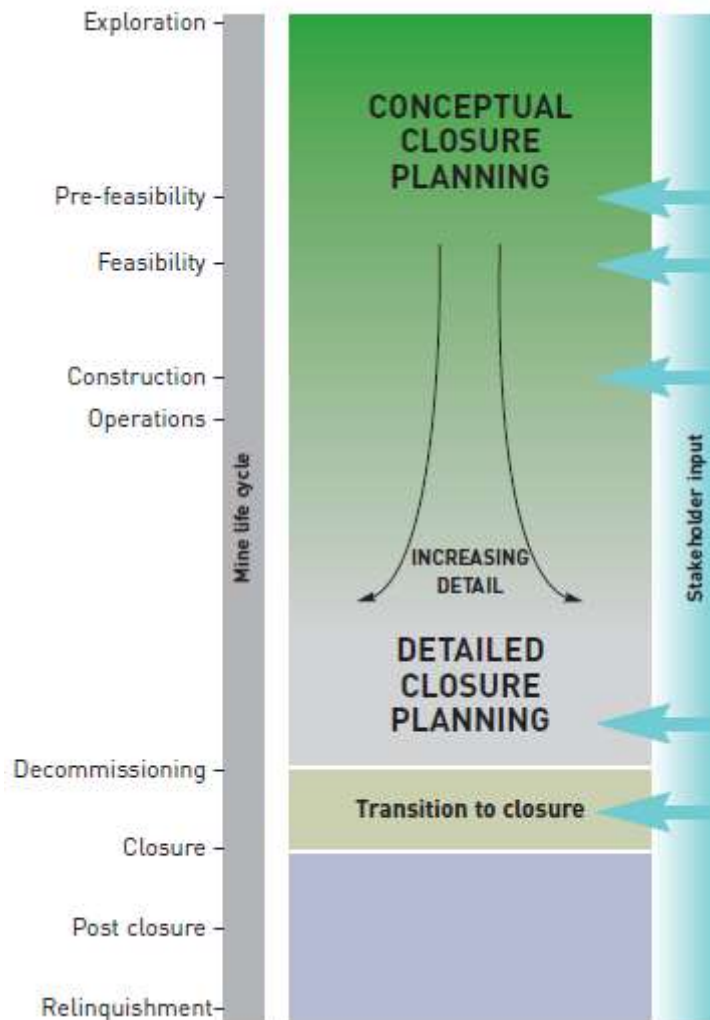 Exploration
CONCEPTUAL
CLOSURE
PLANNING
Pre-feasibility
Feasibility
Construction
Operations
Mine life cycle
Stakeholder input
INCREASING
DETAIL
DETAILED
CLOSURE
PLANNING
Decommissioning
Transition to closure
Closure
Post closure
Relinquishment